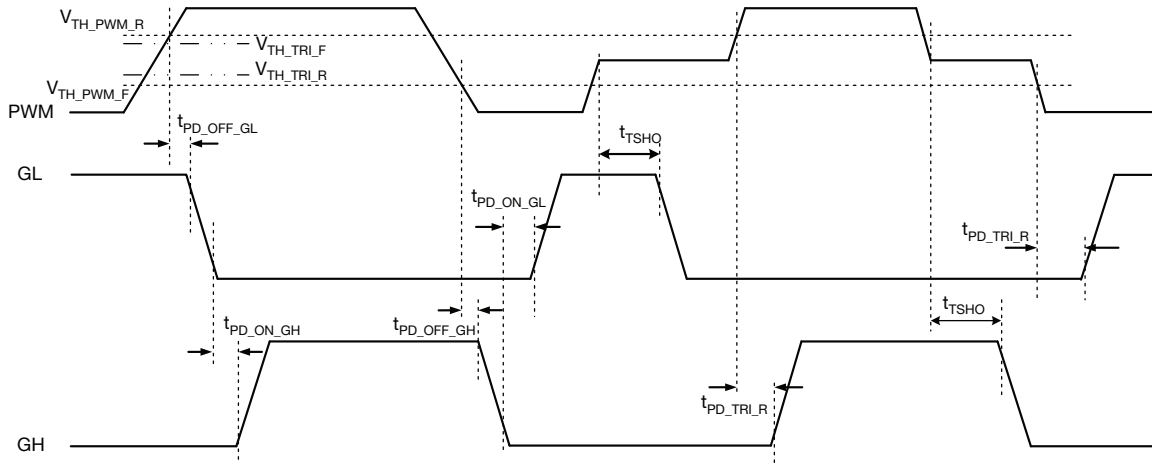 V_TH_PWM_R
V_TH_TRI_F
V_TH_TRI_R
V_TH_PWM_F
PWM
t_PD_OFF_GL
t_TSHO
GL
t_PD_ON_GL
t_PD_TRI_R
t_TSHO
t_PD_ON_GH
t_PD_OFF_GH
t_PD_TRI_R
GH